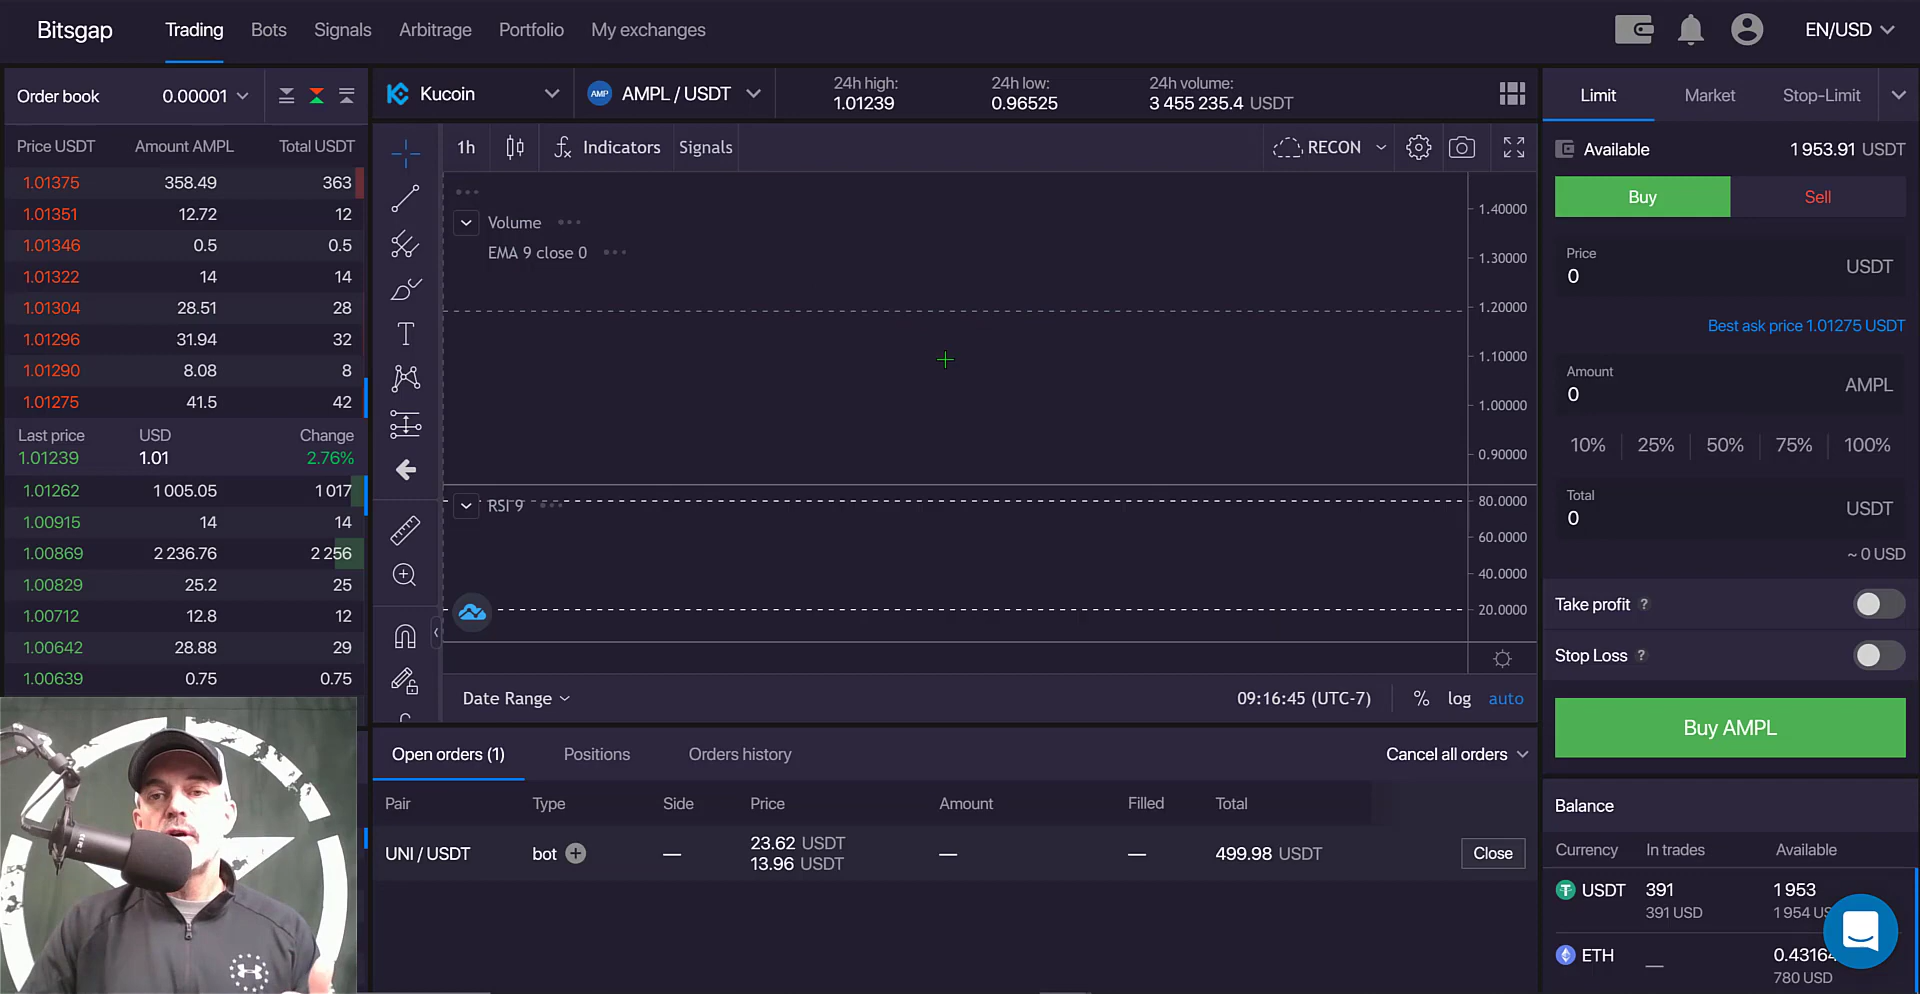 Bitsgap
Trading Bots Signals Arbitrage Portfolio My exchanges
EN/USD
Order book 0.00001
Kucoin
AMP AMPL / USDT
24h high: 24h low: 24h volume:
1.01239 0.96525 3 455 235.4 USDT
Limit Market Stop-Limit
Price USDT Amount AMPL Total USDT
1.01375 358.49 363
1.01351 12.72 12
1.01346 0.5 0.5
1.01322 14 14
1.01304 28.51 28
1.01296 31.94 32
1.01290 8.08 8
1.01275 41.5 42
Last price USD Change
1.01239 1.01 2.76%
1.01262 1 005.05 1 017
1.00915 14 14
1.00869 2 236.76 2 256
1.00829 25.2 25
1.00712 12.8 12
1.00642 28.88 29
1.00639 0.75 0.75
1h Indicators Signals
RECON
Volume
EMA 9 close 0
1.40000
1.30000
1.20000
1.10000
1.00000
0.90000
RSI 9
80.0000
60.0000
40.0000
20.0000
Date Range
09:16:45 (UTC-7) % log auto
Available 1 953.91 USDT
Buy Sell
Price
0 USDT
Best ask price 1.01275 USDT
Amount
0 AMPL
10% 25% 50% 75% 100%
Total
0 USDT
~ 0 USD
Take profit ?
Stop Loss ?
Buy AMPL
Open orders (1) Positions Orders history Cancel all orders
Pair Type Side Price Amount Filled Total
UNI / USDT bot — 23.62 USDT — — 499.98 USDT Close
13.96 USDT
Balance
Currency In trades Available
USDT 391 1 953
391 USD 1 954
ETH — 0.43164
780 USD